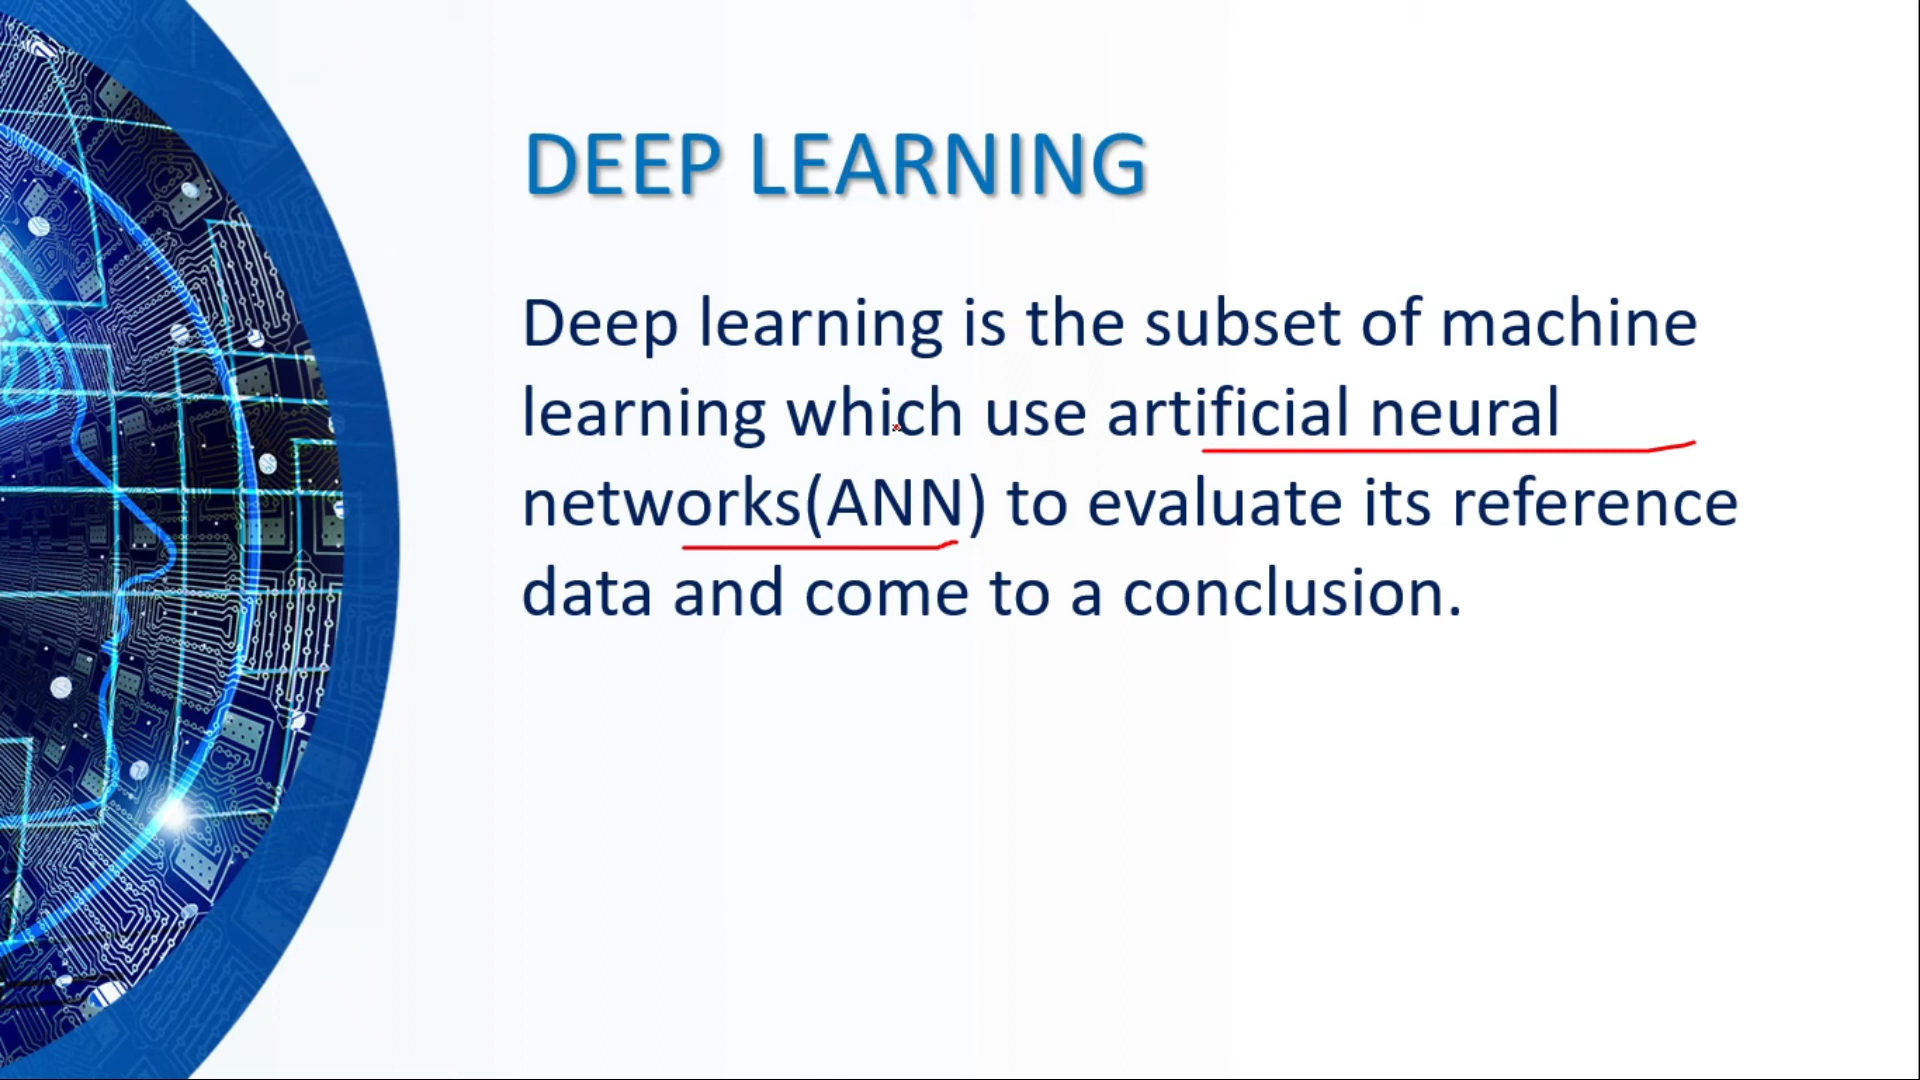 DEEP LEARNING
Deep learning is the subset of machine
learning which use artificial neural
networks(ANN) to evaluate its reference
data and come to a conclusion.